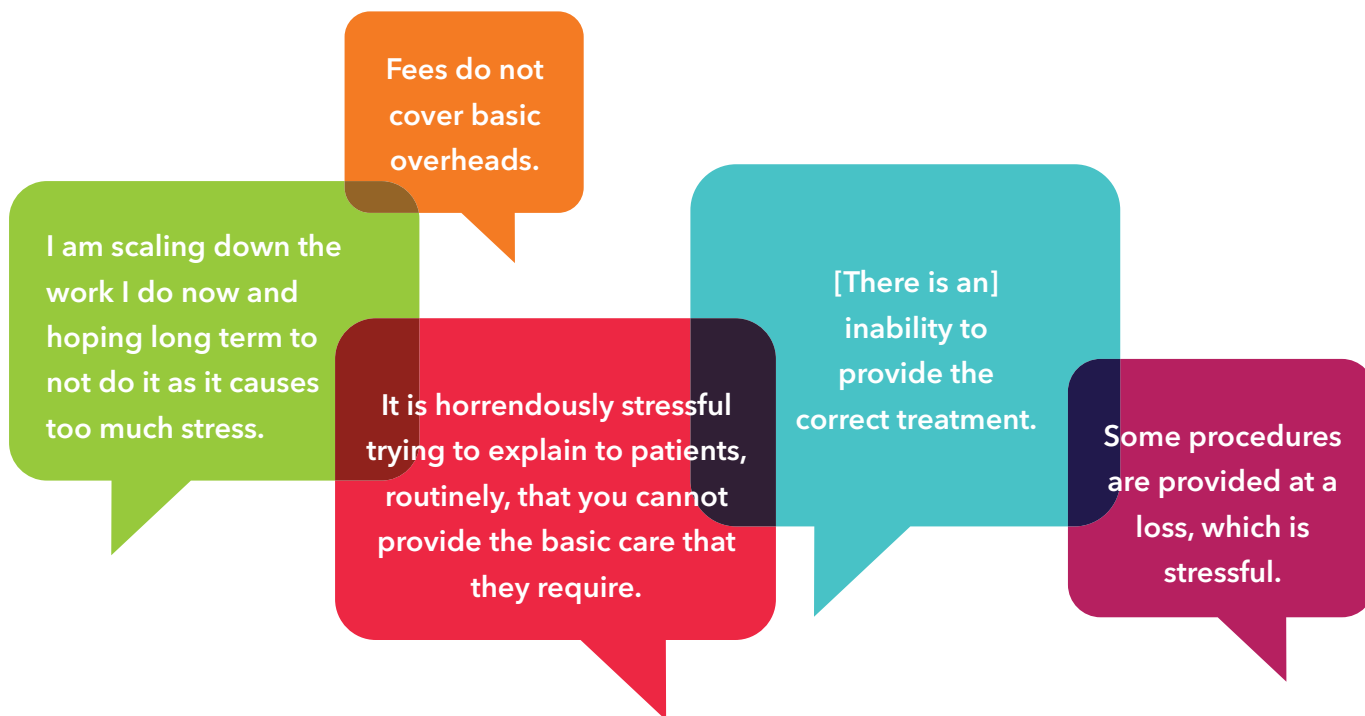 Fees do not
cover basic
overheads.
I am scaling down the
work I do now and
hoping long term to
not do it as it causes
too much stress.
It is horrendously stressful
trying to explain to patients,
routinely, that you cannot
provide the basic care that
they require.
[There is an]
inability to
provide the
correct treatment.
Some procedures
are provided at a
loss, which is
stressful.